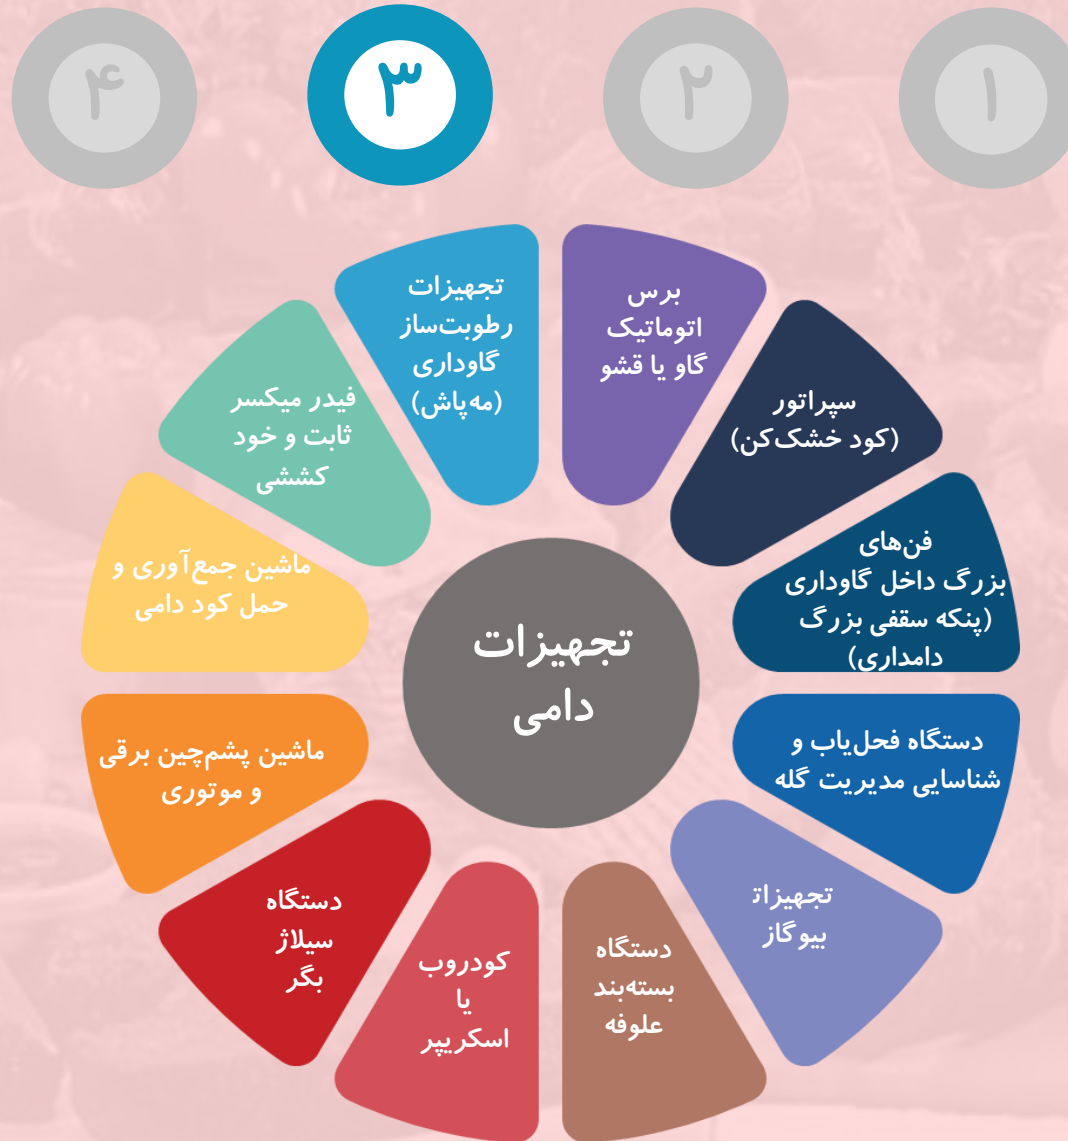 ۱
۲
۳
۴
برس
اتوماتیک
گاو یا قشو
سپراتور
(کود خشک‌کن)
فن‌های
بزرگ داخل گاوداری
(پنکه سقفی بزرگ
دامداری)
دستگاه فحل‌یاب و
شناسایی مدیریت گله
تجهیزات
بیوگاز
دستگاه
بسته‌بند
علوفه
کودروب
یا
اسکریپر
دستگاه
سیلاژ
بگر
ماشین پشم‌چین برقی
و موتوری
ماشین جمع‌آوری و
حمل کود دامی
فیدر میکسر
ثابت و خود
کششی
تجهیزات
رطوبت‌ساز
گاوداری
(مه‌پاش)
تجهیزات
دامی